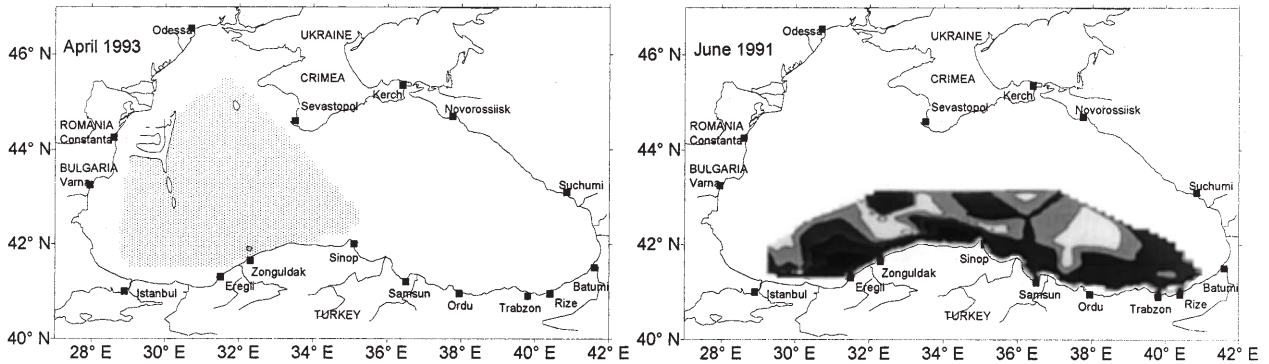 46° N
April 1993
Odessa
UKRAINE
CRIMEA
Kerch
Sevastopol
Novorossiisk
ROMANIA
Constanta
44° N
BULGARIA
Varna
Suchumi
42° N
Sinop
Zonguldak
Eregli
Batumi
Istanbul
Samsun
Ordu
Trabzon
Rize
TURKEY
40° N
28° E 30° E 32° E 34° E 36° E 38° E 40° E 42° E
46° N
June 1991
Odessa
UKRAINE
CRIMEA
Kerch
Sevastopol
Novorossiisk
ROMANIA
Constanta
44° N
BULGARIA
Varna
Suchumi
42° N
Sinop
Zonguldak
Eregli
Batumi
Istanbul
Samsun
Ordu
Trabzon
Rize
TURKEY
40° N
28° E 30° E 32° E 34° E 36° E 38° E 40° E 42° E